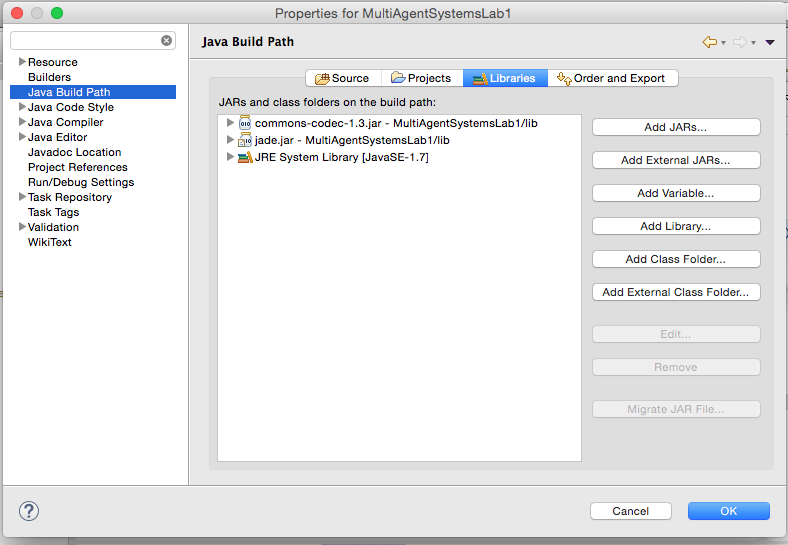 Properties for MultiAgentSystemsLab1
Java Build Path
Resource
Builders
Java Build Path
Java Code Style
Java Compiler
Java Editor
Javadoc Location
Project References
Run/Debug Settings
Task Repository
Task Tags
Validation
WikiText
Source
Projects
Libraries
Order and Export
JARs and class folders on the build path:
commons-codec-1.3.jar - MultiAgentSystemsLab1/lib
jade.jar - MultiAgentSystemsLab1/lib
JRE System Library [JavaSE-1.7]
Add JARs...
Add External JARs...
Add Variable...
Add Library...
Add Class Folder...
Add External Class Folder...
Edit...
Remove
Migrate JAR File...
?
Cancel
OK